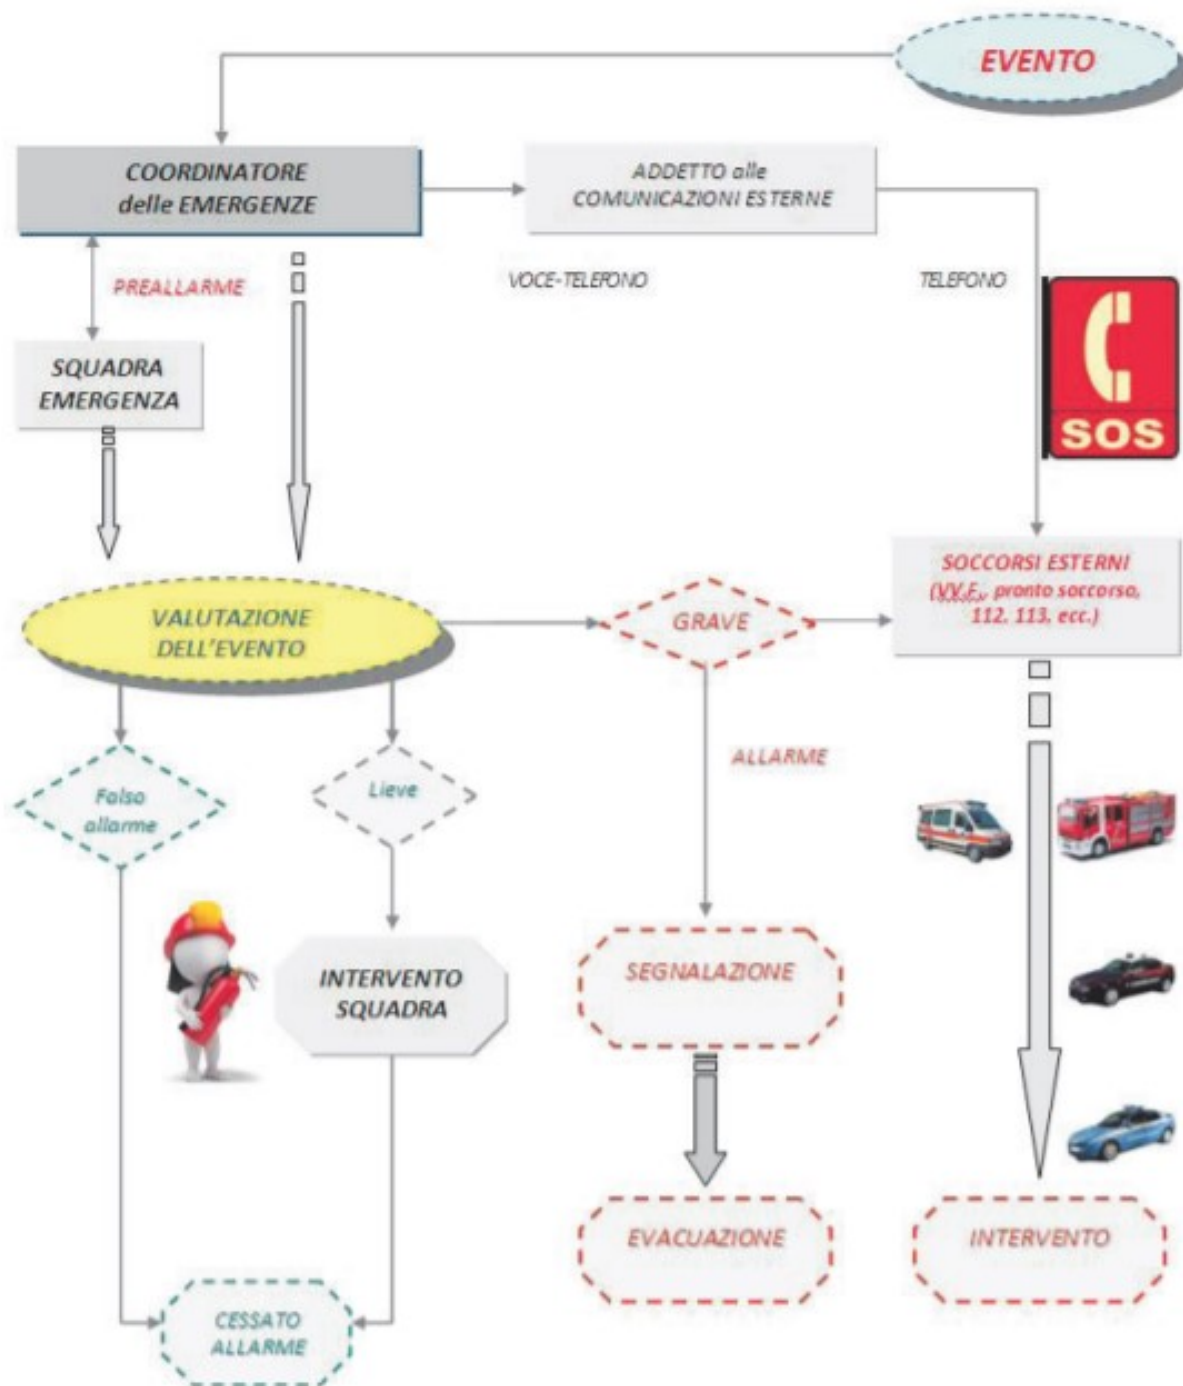 EVENTO
COORDINATORE
delle EMERGENZE
ADDETTO alle
COMUNICAZIONI ESTERNE
PREALLARME
VOCE-TELEFONO
TELEFONO
SQUADRA
EMERGENZA
SOS
SOCCORSI ESTERNI
(VV.F., pronto soccorso,
112, 113, ecc.)
VALUTAZIONE
DELL'EVENTO
GRAVE
ALLARME
Falso
allarme
Lieve
INTERVENTO
SQUADRA
SEGNALAZIONE
EVACUAZIONE
INTERVENTO
CESSATO
ALLARME